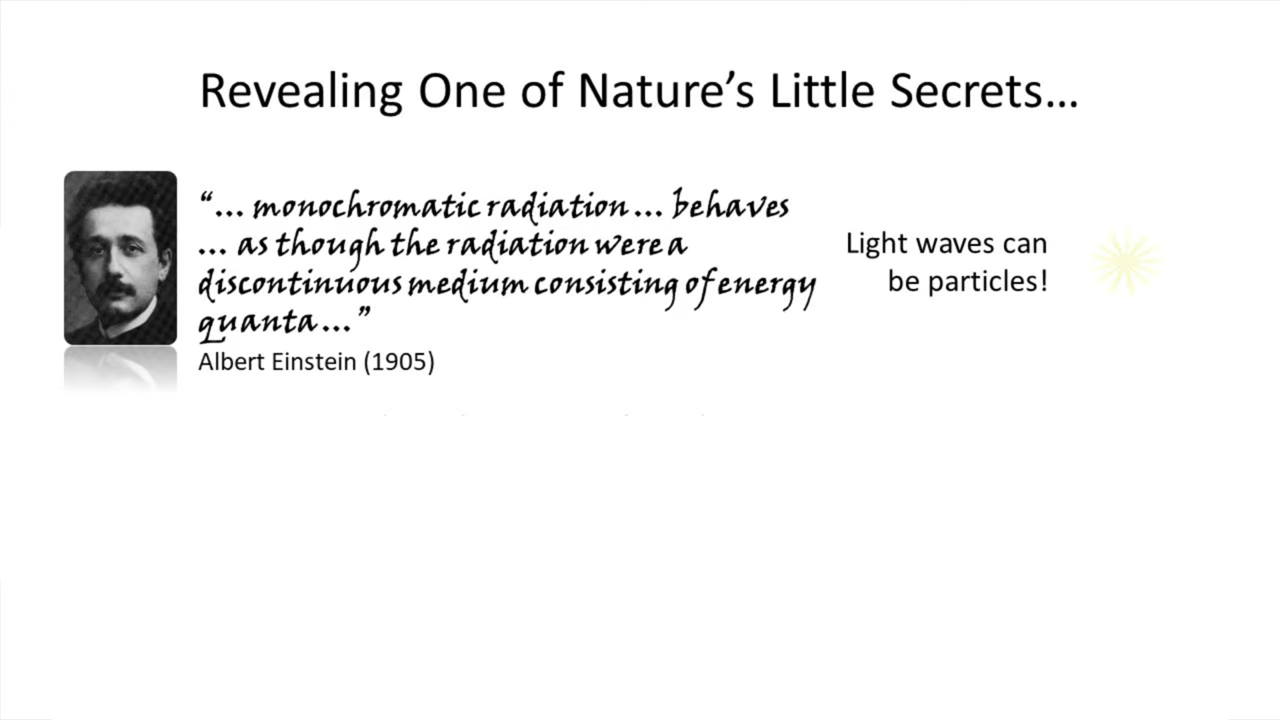 Revealing One of Nature’s Little Secrets…
“… monochromatic radiation … behaves
… as though the radiation were a
discontinuous medium consisting of energy
quanta …”
Albert Einstein (1905)
Light waves can
be particles!